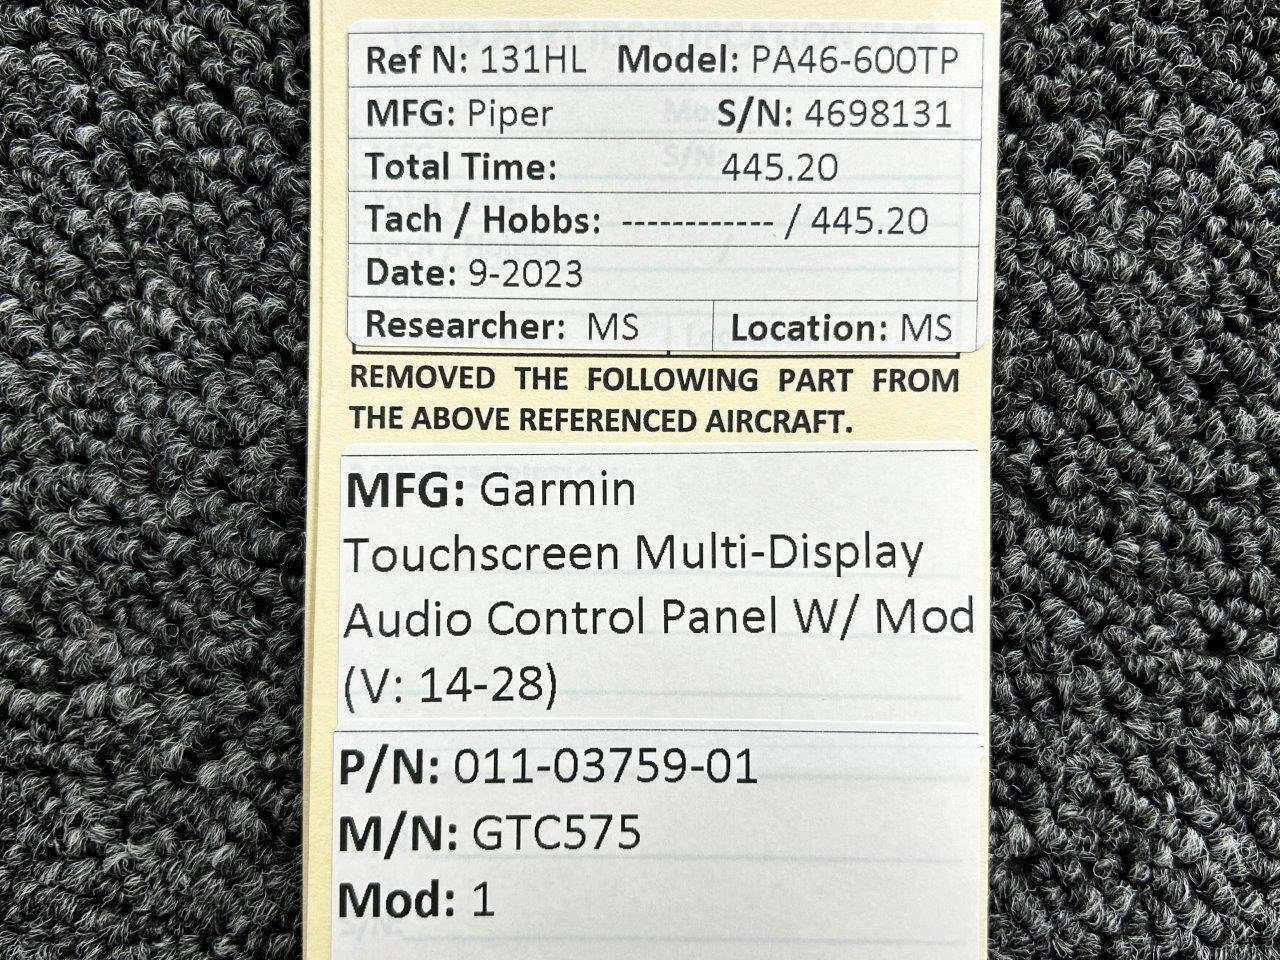 Ref N: 131HL Model: PA46-600TP
MFG: Piper S/N: 4698131
Total Time: 445.20
Tach / Hobbs: ------------ / 445.20
Date: 9-2023
Researcher: MS Location: MS
REMOVED THE FOLLOWING PART FROM
THE ABOVE REFERENCED AIRCRAFT.
MFG: Garmin
Touchscreen Multi-Display
Audio Control Panel W/ Mod
(V: 14-28)
P/N: 011-03759-01
M/N: GTC575
Mod: 1